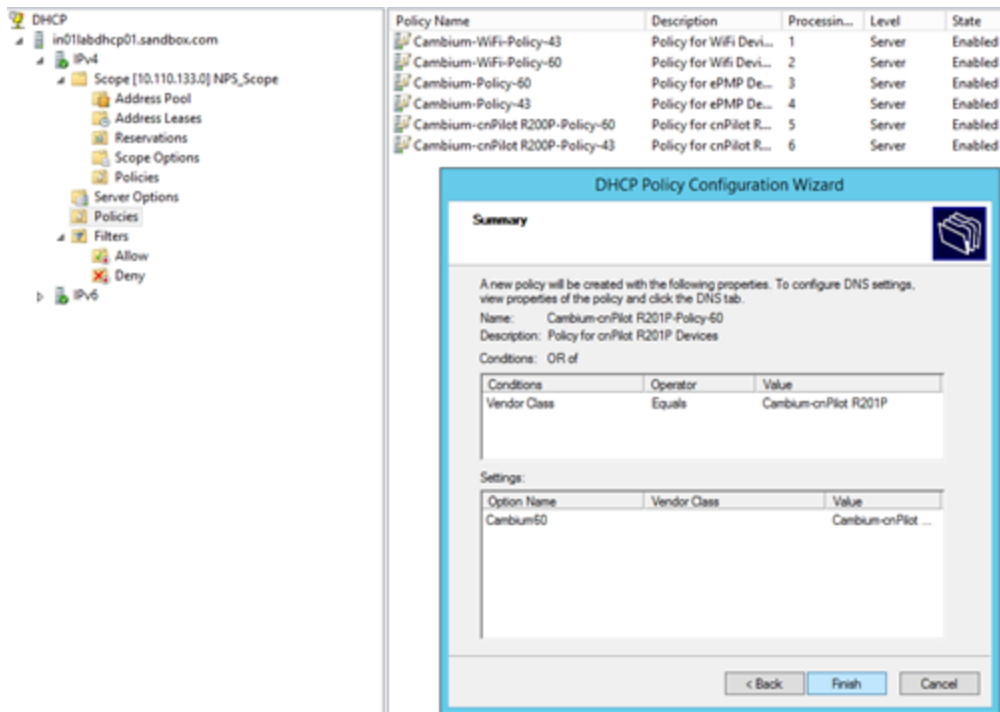 DHCP
in01labdhcp01.sandbox.com
IPv4
Scope [10.110.133.0] NPS_Scope
Address Pool
Address Leases
Reservations
Scope Options
Policies
Server Options
Policies
Filters
Allow
Deny
IPv6
Policy Name Description Processin... Level State
Cambium-WiFi-Policy-43 Policy for WiFi Devi... 1 Server Enabled
Cambium-WiFi-Policy-60 Policy for Wifi Devi... 2 Server Enabled
Cambium-Policy-60 Policy for ePMP De... 3 Server Enabled
Cambium-Policy-43 Policy for ePMP De... 4 Server Enabled
Cambium-cnPilot R200P-Policy-60 Policy for cnPilot R... 5 Server Enabled
Cambium-cnPilot R200P-Policy-43 Policy for cnPilot R... 6 Server Enabled
DHCP Policy Configuration Wizard
Summary
A new policy will be created with the following properties. To configure DNS settings,
view properties of the policy and click the DNS tab.
Name: Cambium-cnPilot R201P-Policy-60
Description: Policy for cnPilot R201P Devices
Conditions: OR of
Conditions Operator Value
Vendor Class Equals Cambium-cnPilot R201P
Settings:
Option Name Vendor Class Value
Cambium60 Cambium-cnPilot ...
< Back Finish Cancel